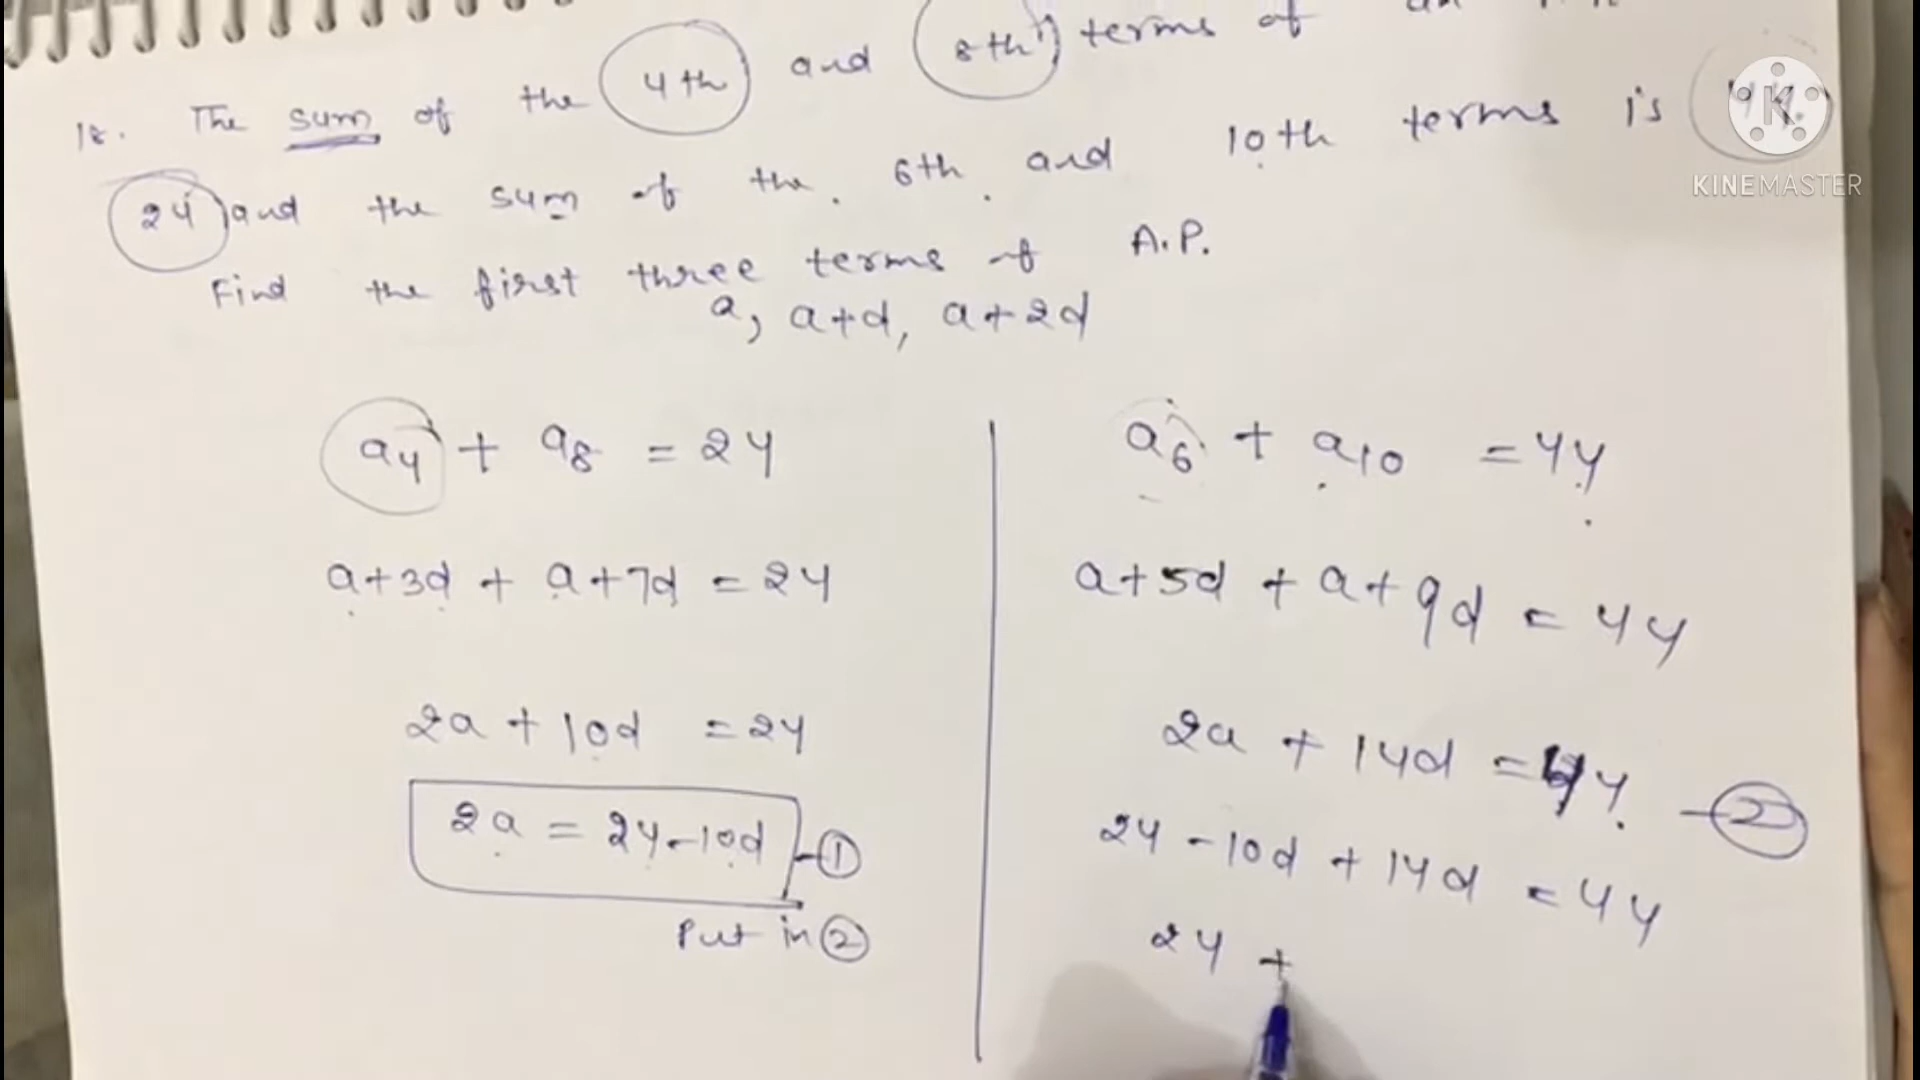 18. The sum of the 4th and 8th terms of an
24 and the sum of the 6th and 10th terms is 44.
Find the first three terms of A.P.
a, a+d, a+2d
a4 + a8 = 24
a+3d + a+7d = 24
2a + 10d = 24
2a = 24-10d -①
Put in ②
a6 + a10 = 44
a+5d + a+9d = 44
2a + 14d = 44 -②
24 -10d + 14d = 44
24 +
KINEMASTER